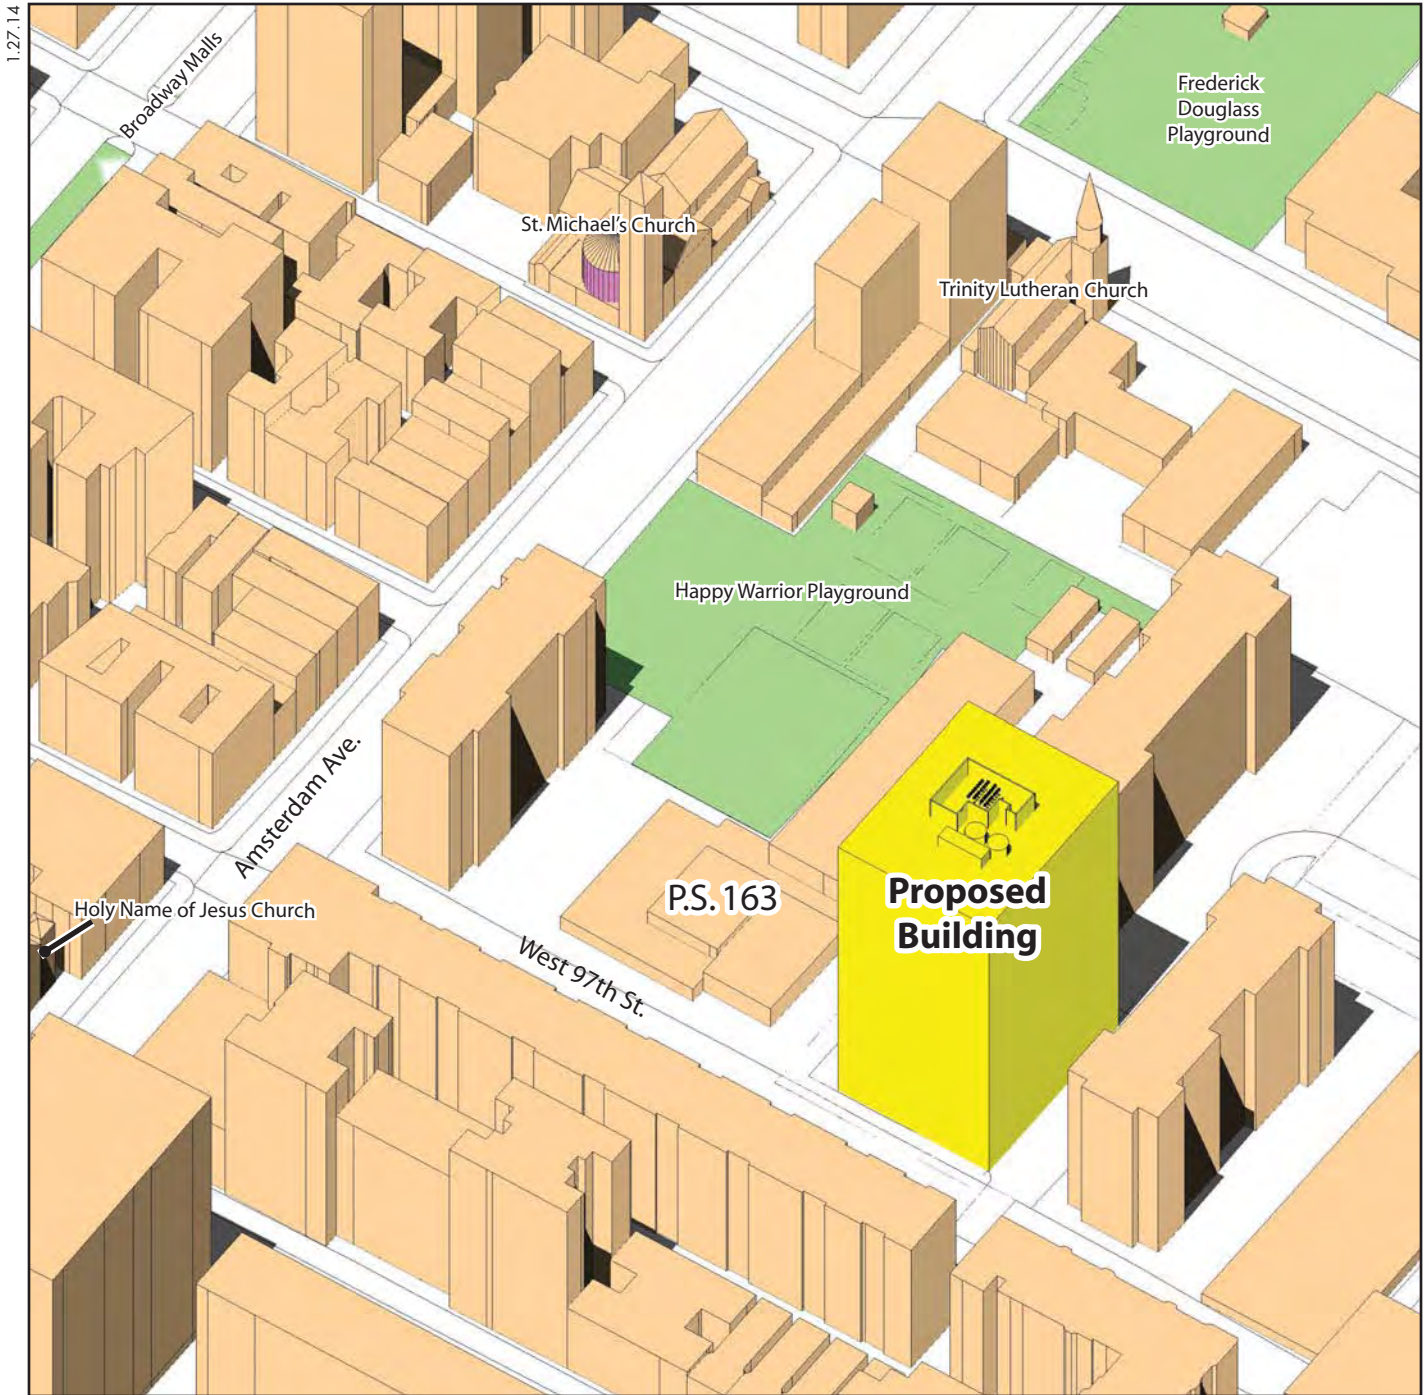 1.27.14
Broadway Malls
Frederick
Douglass
Playground
St. Michael's Church
Trinity Lutheran Church
Happy Warrior Playground
Amsterdam Ave.
P.S. 163
Proposed
Building
Holy Name of Jesus Church
West 97th St.